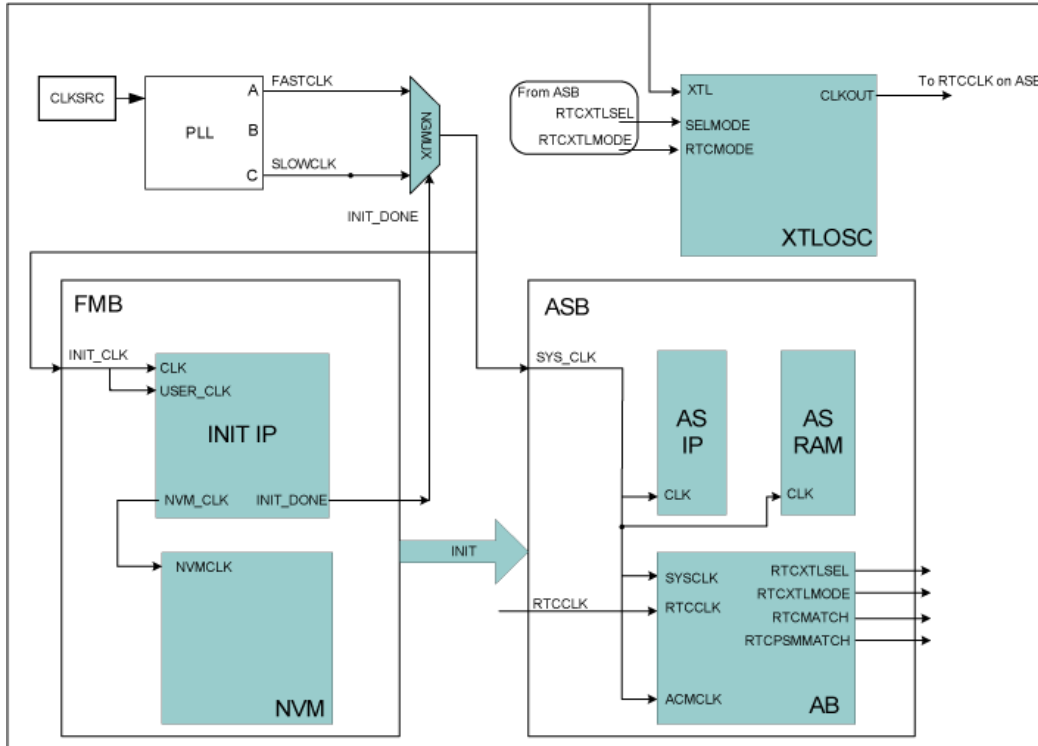 CLKSRC
PLL
A
B
C
FASTCLK
SLOWCLK
NGMUX
INIT_DONE
From ASB
RTCXTLSEL
RTCXTLMODE
XTL
SELMODE
RTCMODE
CLKOUT
XTLOSC
To RTCCLK on ASB
FMB
INIT_CLK
CLK
USER_CLK
INIT IP
NVM_CLK
INIT_DONE
NVMCLK
NVM
INIT
ASB
SYS_CLK
AS
IP
CLK
AS
RAM
CLK
RTCCLK
SYSCLK
RTCCLK
ACMCLK
RTCXTLSEL
RTCXTLMODE
RTCMATCH
RTCPSMMATCH
AB